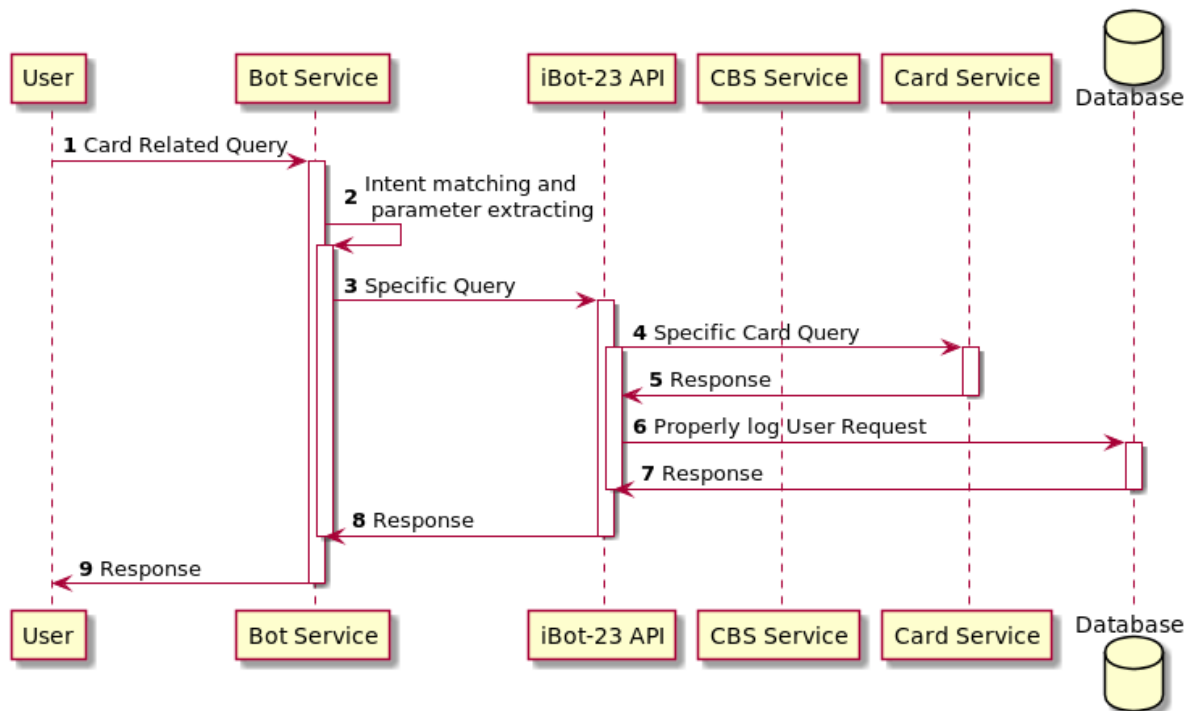 User
Bot Service
iBot-23 API
CBS Service
Card Service
Database
1 Card Related Query
2 Intent matching and
parameter extracting
3 Specific Query
4 Specific Card Query
5 Response
6 Properly log User Request
7 Response
8 Response
9 Response
User
Bot Service
iBot-23 API
CBS Service
Card Service
Database